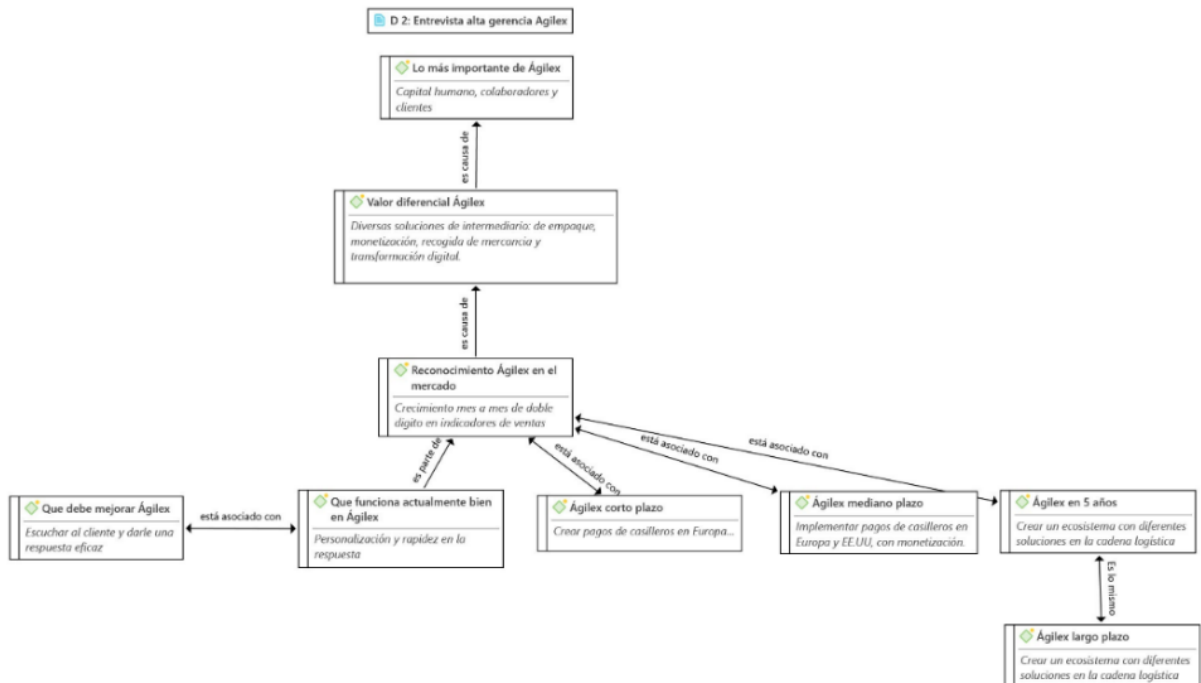 D 2: Entrevista alta gerencia Agilex
Lo más importante de Ágilex
Capital humano, colaboradores y
clientes
es causa de
Valor diferencial Ágilex
Diversas soluciones de intermediario: de empaque,
monetización, recogida de mercancia y
transformación digital.
es causa de
Reconocimiento Ágilex en el
mercado
Crecimiento mes a mes de doble
digito en indicadores de ventas
es parte de
está asociado con
está asociado con
está asociado con
Que debe mejorar Ágilex
Escuchar al cliente y darle una
respuesta eficaz
está asociado con
Que funciona actualmente bien
en Ágilex
Personalización y rapidez en la
respuesta
Ágilex corto plazo
Crear pagos de casilleros en Europa...
Ágilex mediano plazo
Implementar pagos de casilleros en
Europa y EE.UU, con monetización.
Ágilex en 5 años
Crear un ecosistema con diferentes
soluciones en la cadena logística
Es lo mismo
Ágilex largo plazo
Crear un ecosistema con diferentes
soluciones en la cadena logística